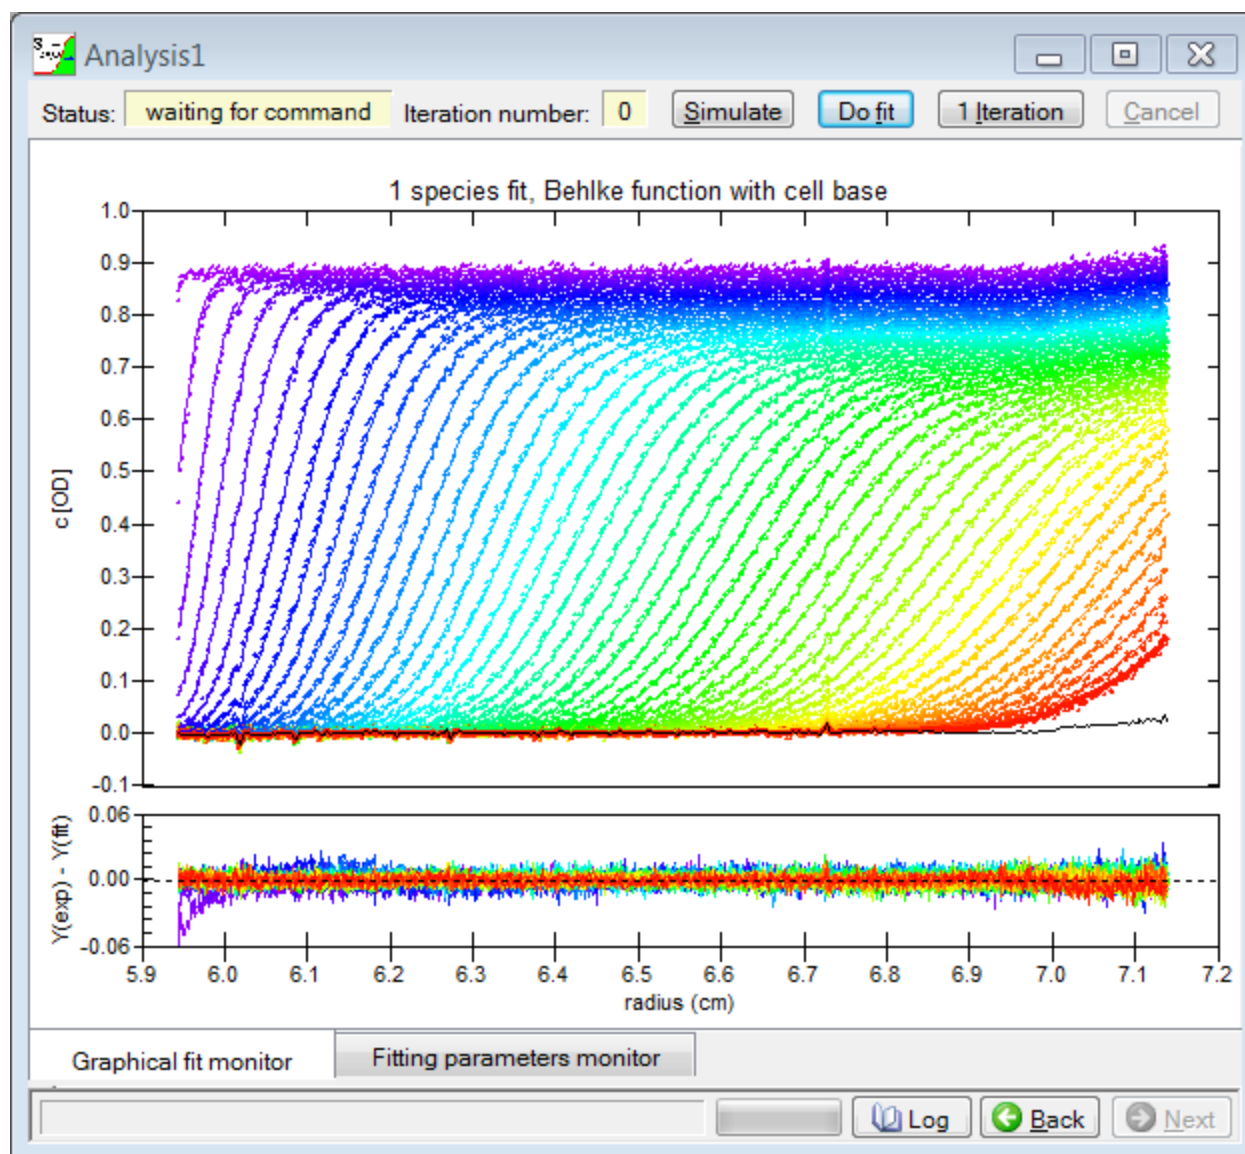 Analysis1
Status: waiting for command Iteration number: 0 Simulate Do fit 1 Iteration Cancel
1 species fit, Behlke function with cell base
1.0
0.9
0.8
0.7
0.6
0.5
0.4
0.3
0.2
0.1
0.0
-0.1
c [OD]
0.06
0.00
-0.06
Y(exp) - Y(fit)
5.9 6.0 6.1 6.2 6.3 6.4 6.5 6.6 6.7 6.8 6.9 7.0 7.1 7.2
radius (cm)
Graphical fit monitor Fitting parameters monitor
Log Back Next